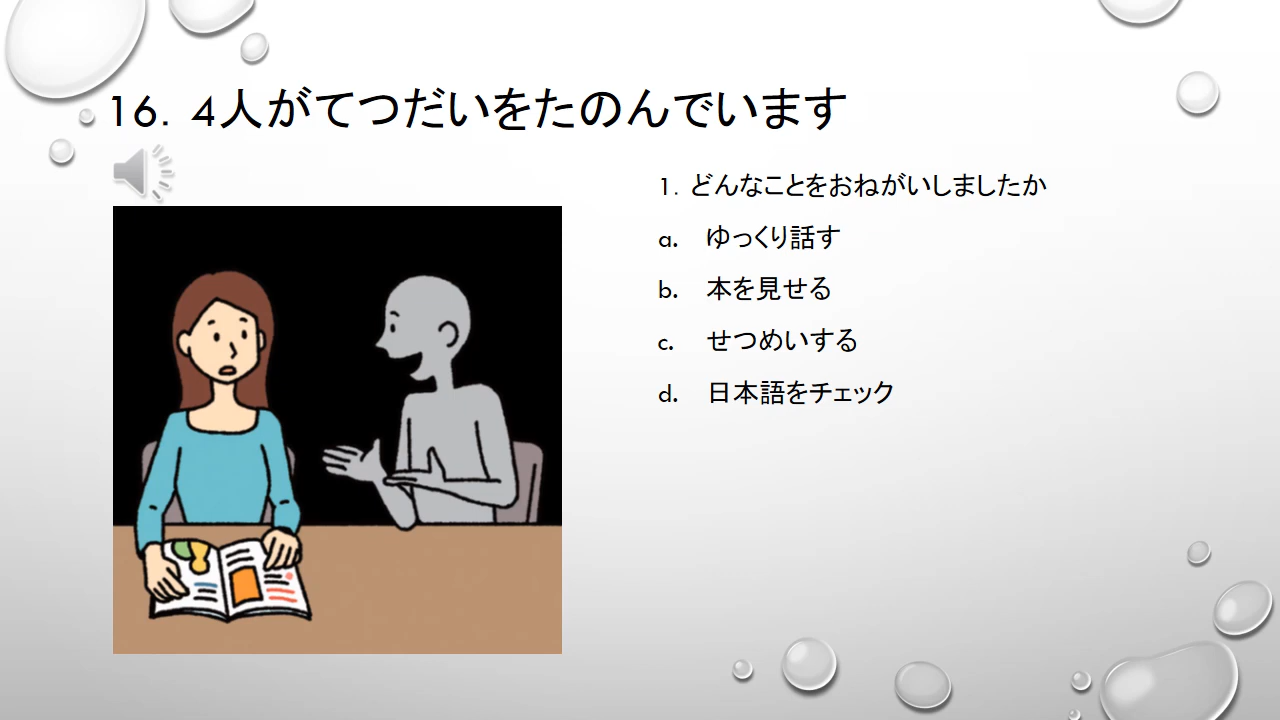 16. 4人がてつだいをたのんでいます
1. どんなことをおねがいしましたか
a. ゆっくり話す
b. 本を見せる
c. せつめいする
d. 日本語をチェック